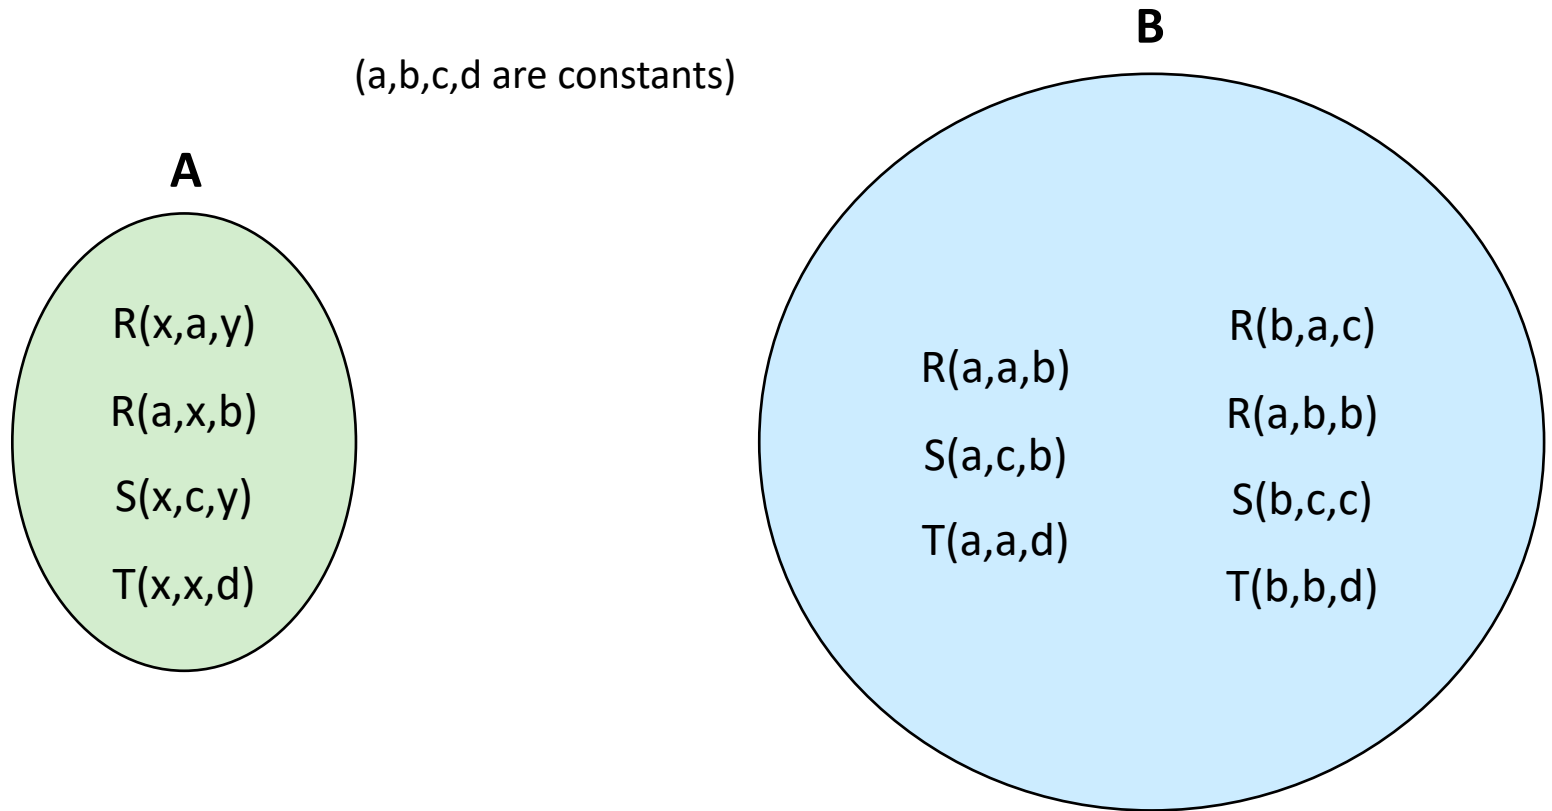 (a,b,c,d are constants)
A
R(x,a,y)
R(a,x,b)
S(x,c,y)
T(x,x,d)
B
R(a,a,b)
S(a,c,b)
T(a,a,d)
R(b,a,c)
R(a,b,b)
S(b,c,c)
T(b,b,d)